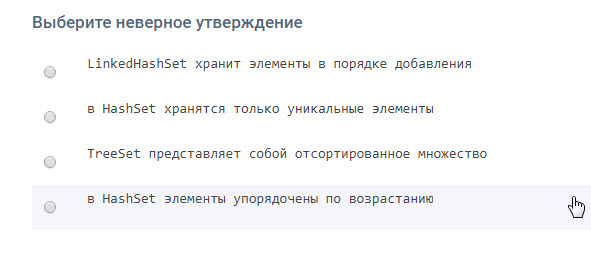 Выберите неверное утверждение
LinkedHashSet хранит элементы в порядке добавления
в HashSet хранятся только уникальные элементы
TreeSet представляет собой отсортированное множество
в HashSet элементы упорядочены по возрастанию